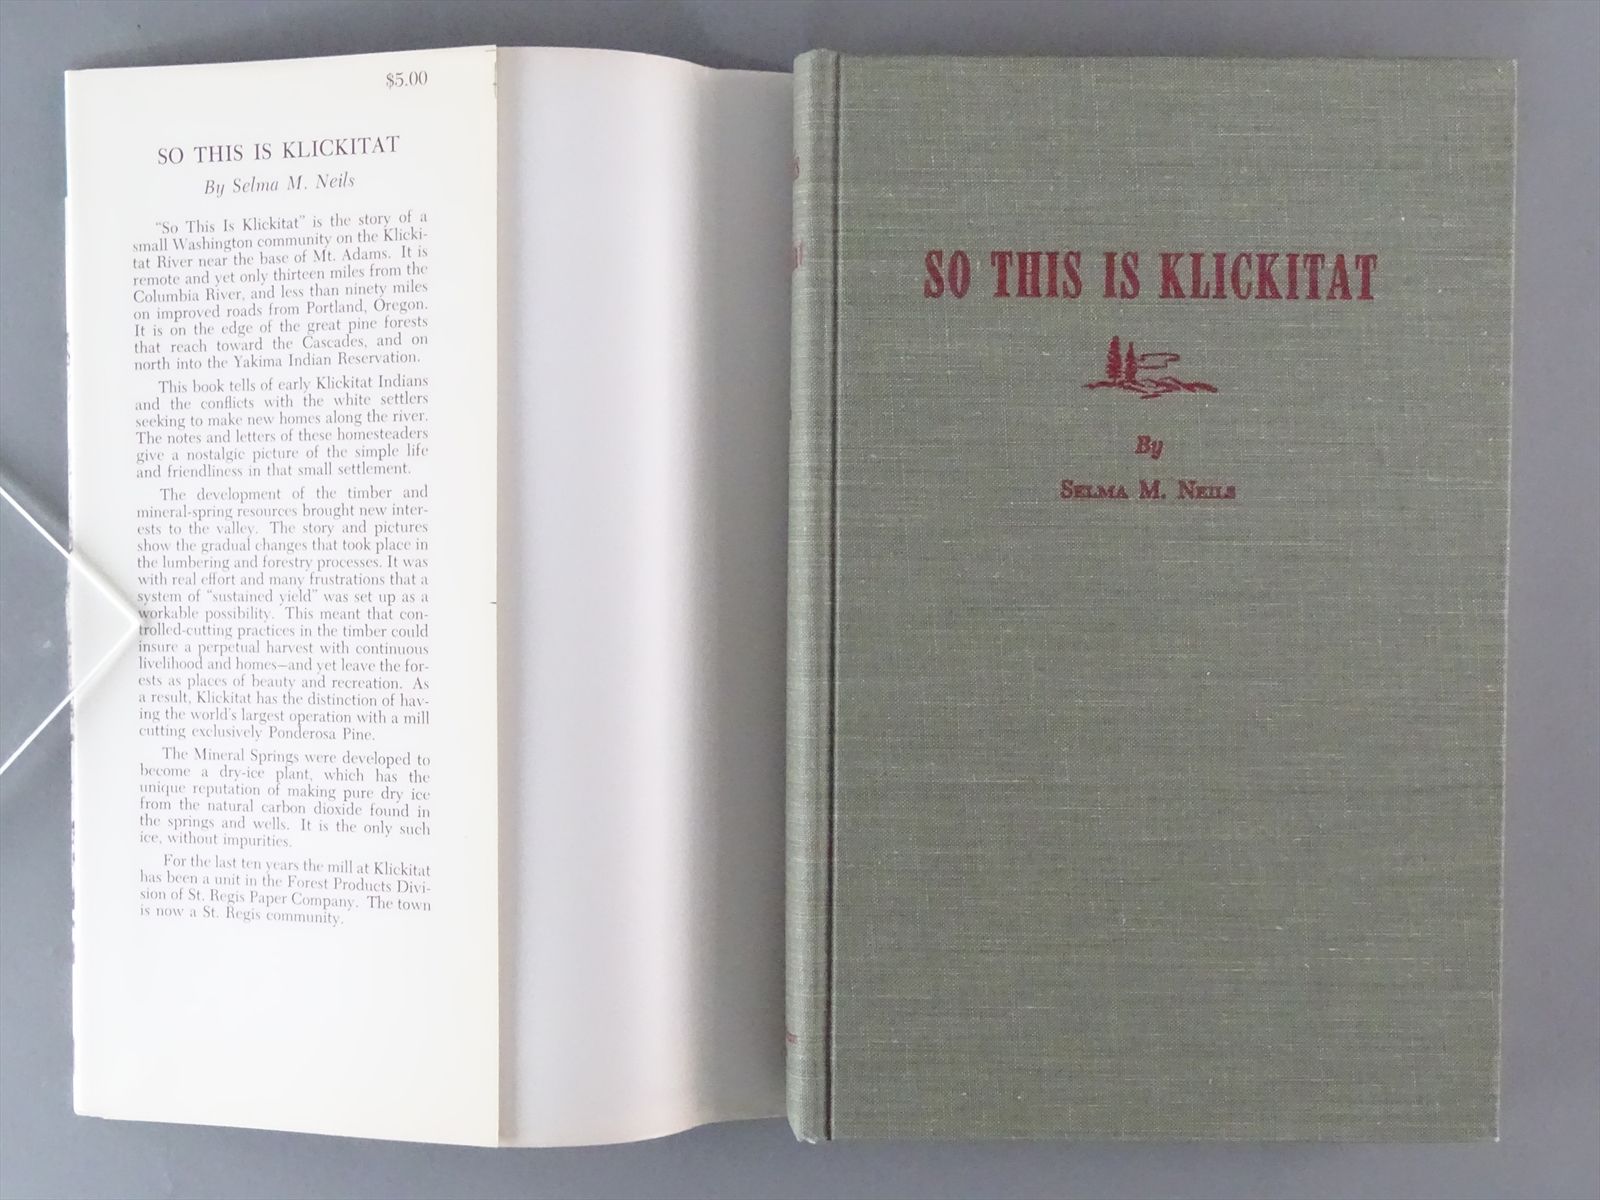 $5.00
SO THIS IS KLICKITAT
By Selma M. Neils
"So This Is Klickitat" is the story of a
small Washington community on the Klicki-
tat River near the base of Mt. Adams. It is
remote and yet only thirteen miles from the
Columbia River, and less than ninety miles
on improved roads from Portland, Oregon.
It is on the edge of the great pine forests
that reach toward the Cascades, and on
north into the Yakima Indian Reservation.
This book tells of early Klickitat Indians
and the conflicts with the white settlers
seeking to make new homes along the river.
The notes and letters of these homesteaders
give a nostalgic picture of the simple life
and friendliness in that small settlement.
The development of the timber and
mineral-spring resources brought new inter-
ests to the valley. The story and pictures
show the gradual changes that took place in
the lumbering and forestry processes. It was
with real effort and many frustrations that a
system of "sustained yield" was set up as a
workable possibility. This meant that con-
trolled-cutting practices in the timber could
insure a perpetual harvest with continuous
livelihood and homes—and yet leave the for-
ests as places of beauty and recreation. As
a result, Klickitat has the distinction of hav-
ing the world's largest operation with a mill
cutting exclusively Ponderosa Pine.
The Mineral Springs were developed to
become a dry-ice plant, which has the
unique reputation of making pure dry ice
from the natural carbon dioxide found in
the springs and wells. It is the only such
ice, without impurities.
For the last ten years the mill at Klickitat
has been a unit in the Forest Products Divi-
sion of St. Regis Paper Company. The town
is now a St. Regis community.
SO THIS IS KLICKITAT
By
SELMA M. NEILS